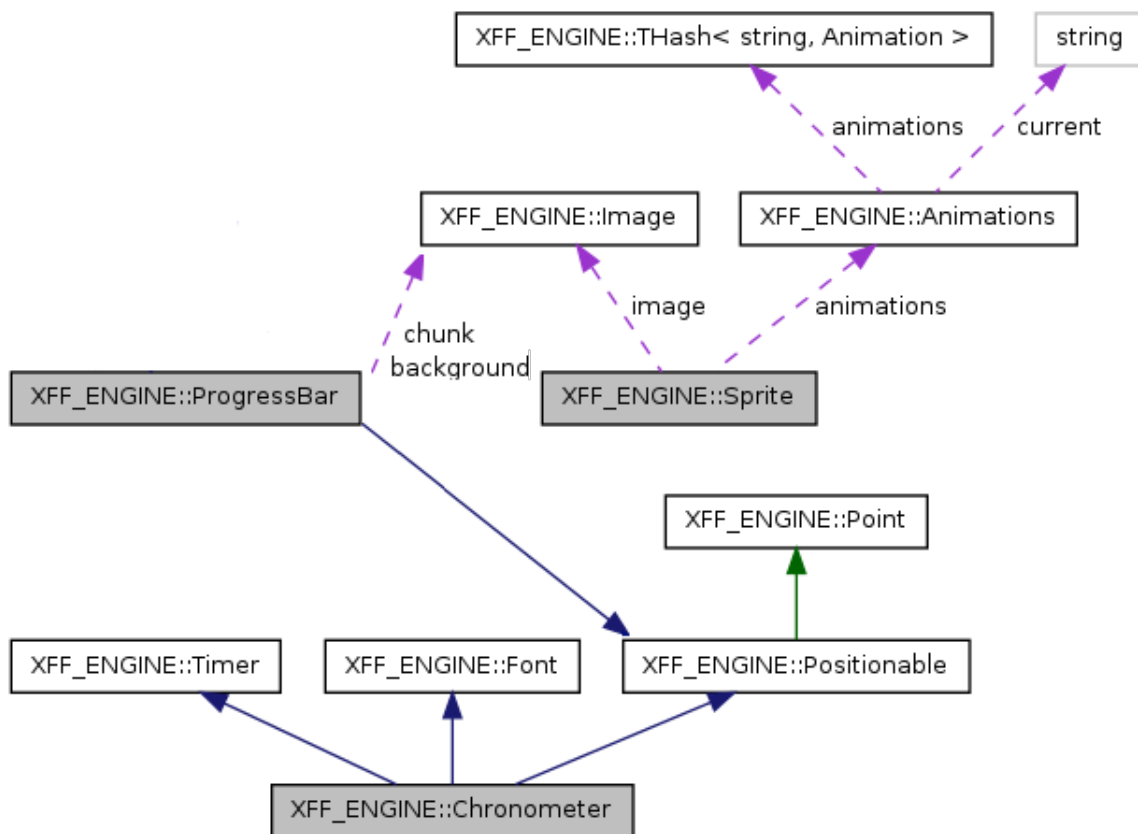 XFF_ENGINE::THash< string, Animation >
string
animations
current
XFF_ENGINE::Image
XFF_ENGINE::Animations
image
animations
chunk
background
XFF_ENGINE::ProgressBar
XFF_ENGINE::Sprite
XFF_ENGINE::Point
XFF_ENGINE::Timer
XFF_ENGINE::Font
XFF_ENGINE::Positionable
XFF_ENGINE::Chronometer